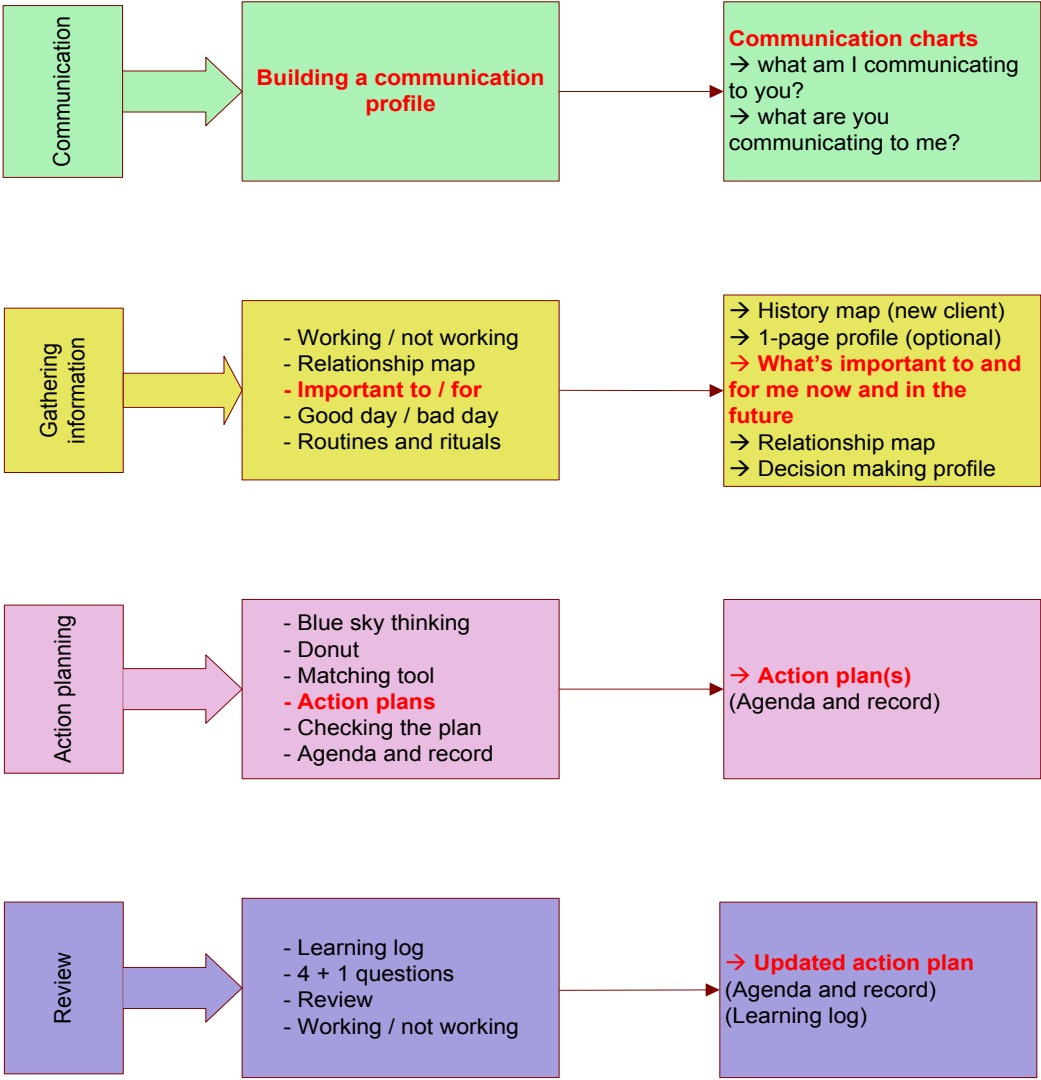 Communication
Building a communication
profile
Communication charts
→ what am I communicating
to you?
→ what are you
communicating to me?
Gathering
information
- Working / not working
- Relationship map
- Important to / for
- Good day / bad day
- Routines and rituals
→ History map (new client)
→ 1-page profile (optional)
→ What’s important to and
for me now and in the
future
→ Relationship map
→ Decision making profile
Action planning
- Blue sky thinking
- Donut
- Matching tool
- Action plans
- Checking the plan
- Agenda and record
→ Action plan(s)
(Agenda and record)
Review
- Learning log
- 4 + 1 questions
- Review
- Working / not working
→ Updated action plan
(Agenda and record)
(Learning log)